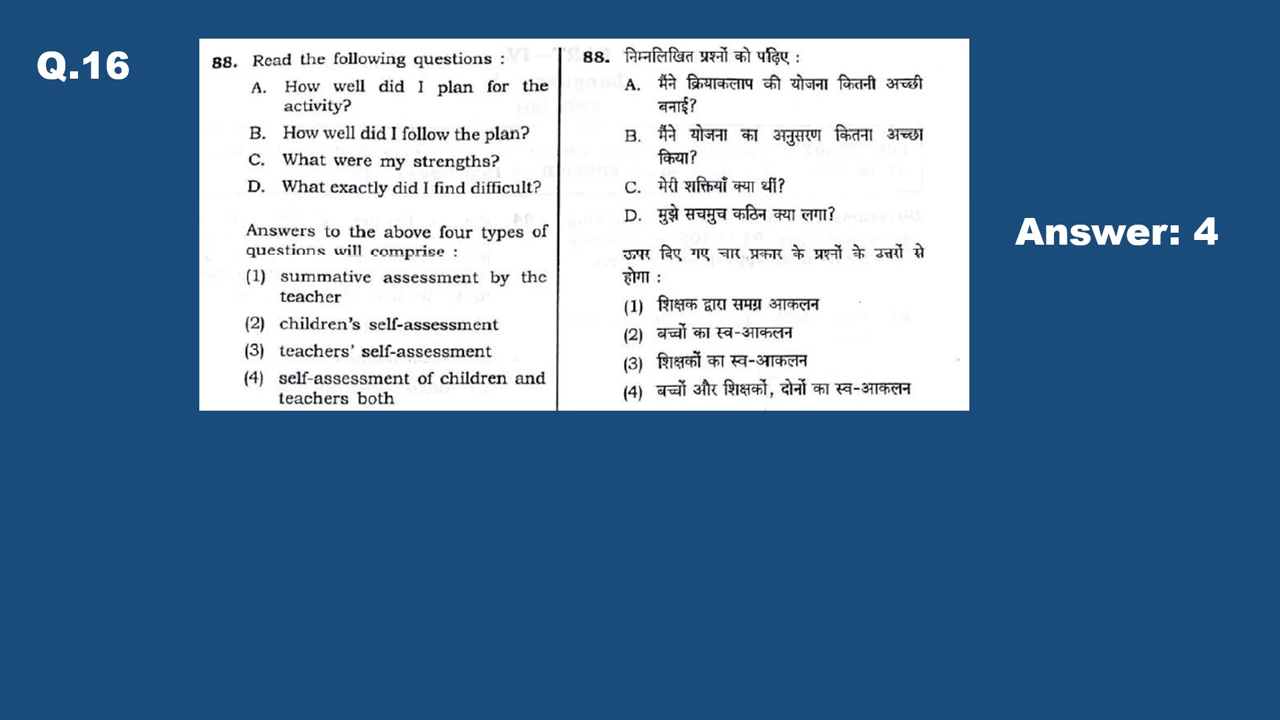 Q.16
88. Read the following questions :
A. How well did I plan for the
activity?
B. How well did I follow the plan?
C. What were my strengths?
D. What exactly did I find difficult?
Answers to the above four types of
questions will comprise :
(1) summative assessment by the
teacher
(2) children's self-assessment
(3) teachers' self-assessment
(4) self-assessment of children and
teachers both
88. निम्नलिखित प्रश्नों को पढ़िए :
A. मैंने क्रियाकलाप की योजना कितनी अच्छी
बनाई?
B. मैंने योजना का अनुसरण कितना अच्छा
किया?
C. मेरी शक्तियाँ क्या थीं?
D. मुझे सचमुच कठिन क्या लगा?
ऊपर दिए गए चार प्रकार के प्रश्नों के उत्तरों से
होगा :
(1) शिक्षक द्वारा समग्र आकलन
(2) बच्चों का स्व-आकलन
(3) शिक्षकों का स्व-आकलन
(4) बच्चों और शिक्षकों, दोनों का स्व-आकलन
Answer: 4